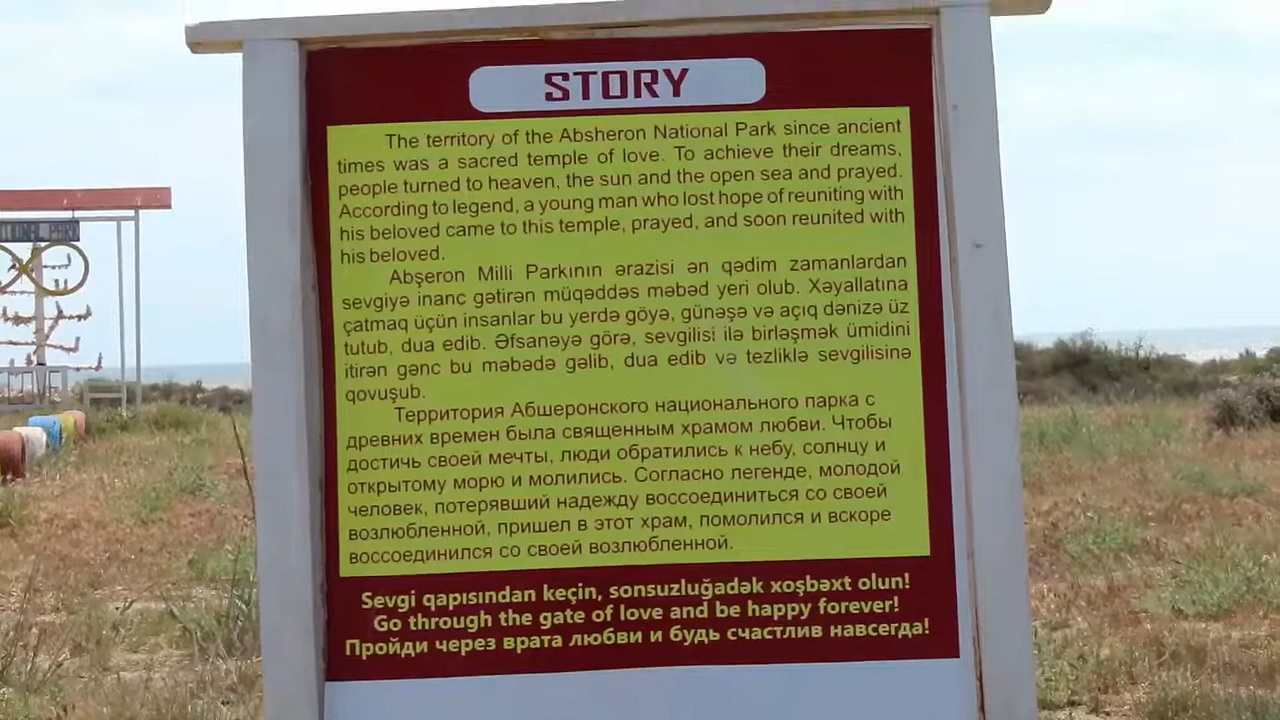 STORY
The territory of the Absheron National Park since ancient
times was a sacred temple of love. To achieve their dreams,
people turned to heaven, the sun and the open sea and prayed.
According to legend, a young man who lost hope of reuniting with
his beloved came to this temple, prayed, and soon reunited with
his beloved.
Abşeron Milli Parkının ərazisi ən qədim zamanlardan
sevgiyə inanc gətirən müqəddəs məbəd yeri olub. Xəyallatına
çatmaq üçün insanlar bu yerdə göyə, günəşə və açıq dənizə üz
tutub, dua edib. Əfsanəyə görə, sevgilisi ilə birləşmək ümidini
itirən gənc bu məbədə gəlib, dua edib və tezliklə sevgilisinə
qovuşub.
Территория Абшеронского национального парка с
древних времен была священным храмом любви. Чтобы
достичь своей мечты, люди обратились к небу, солнцу и
открытому морю и молились. Согласно легенде, молодой
человек, потерявший надежду воссоединиться со своей
возлюбленной, пришел в этот храм, помолился и вскоре
воссоединился со своей возлюбленной.
Sevgi qapısından keçin, sonsuzluğadək xoşbəxt olun!
Go through the gate of love and be happy forever!
Пройди через врата любви и будь счастлив навсегда!
PARK